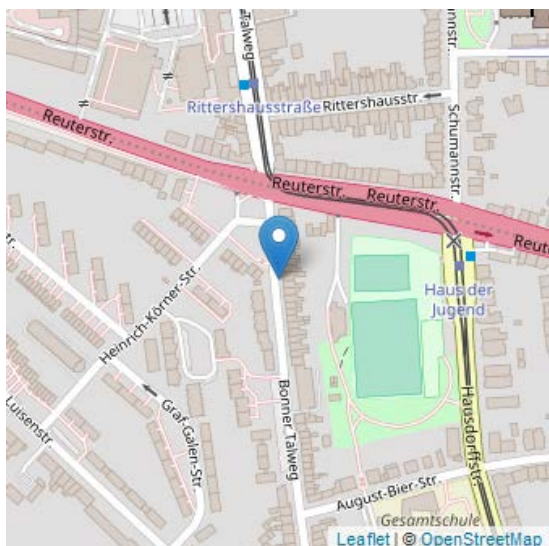 Talweg
Schumannstr.
Rittershausstraße
Rittershausstr.
Reuterstr.
Reuterstr.
Reuterstr.
Reute
Heinrich-Körner-Str.
Haus der
Jugend
Luisenstr.
Graf-Galen-Str
Bonner Talweg
Hausdorffstr.
August-Bier-Str.
Gesamtschule
Leaflet | © OpenStreetMap